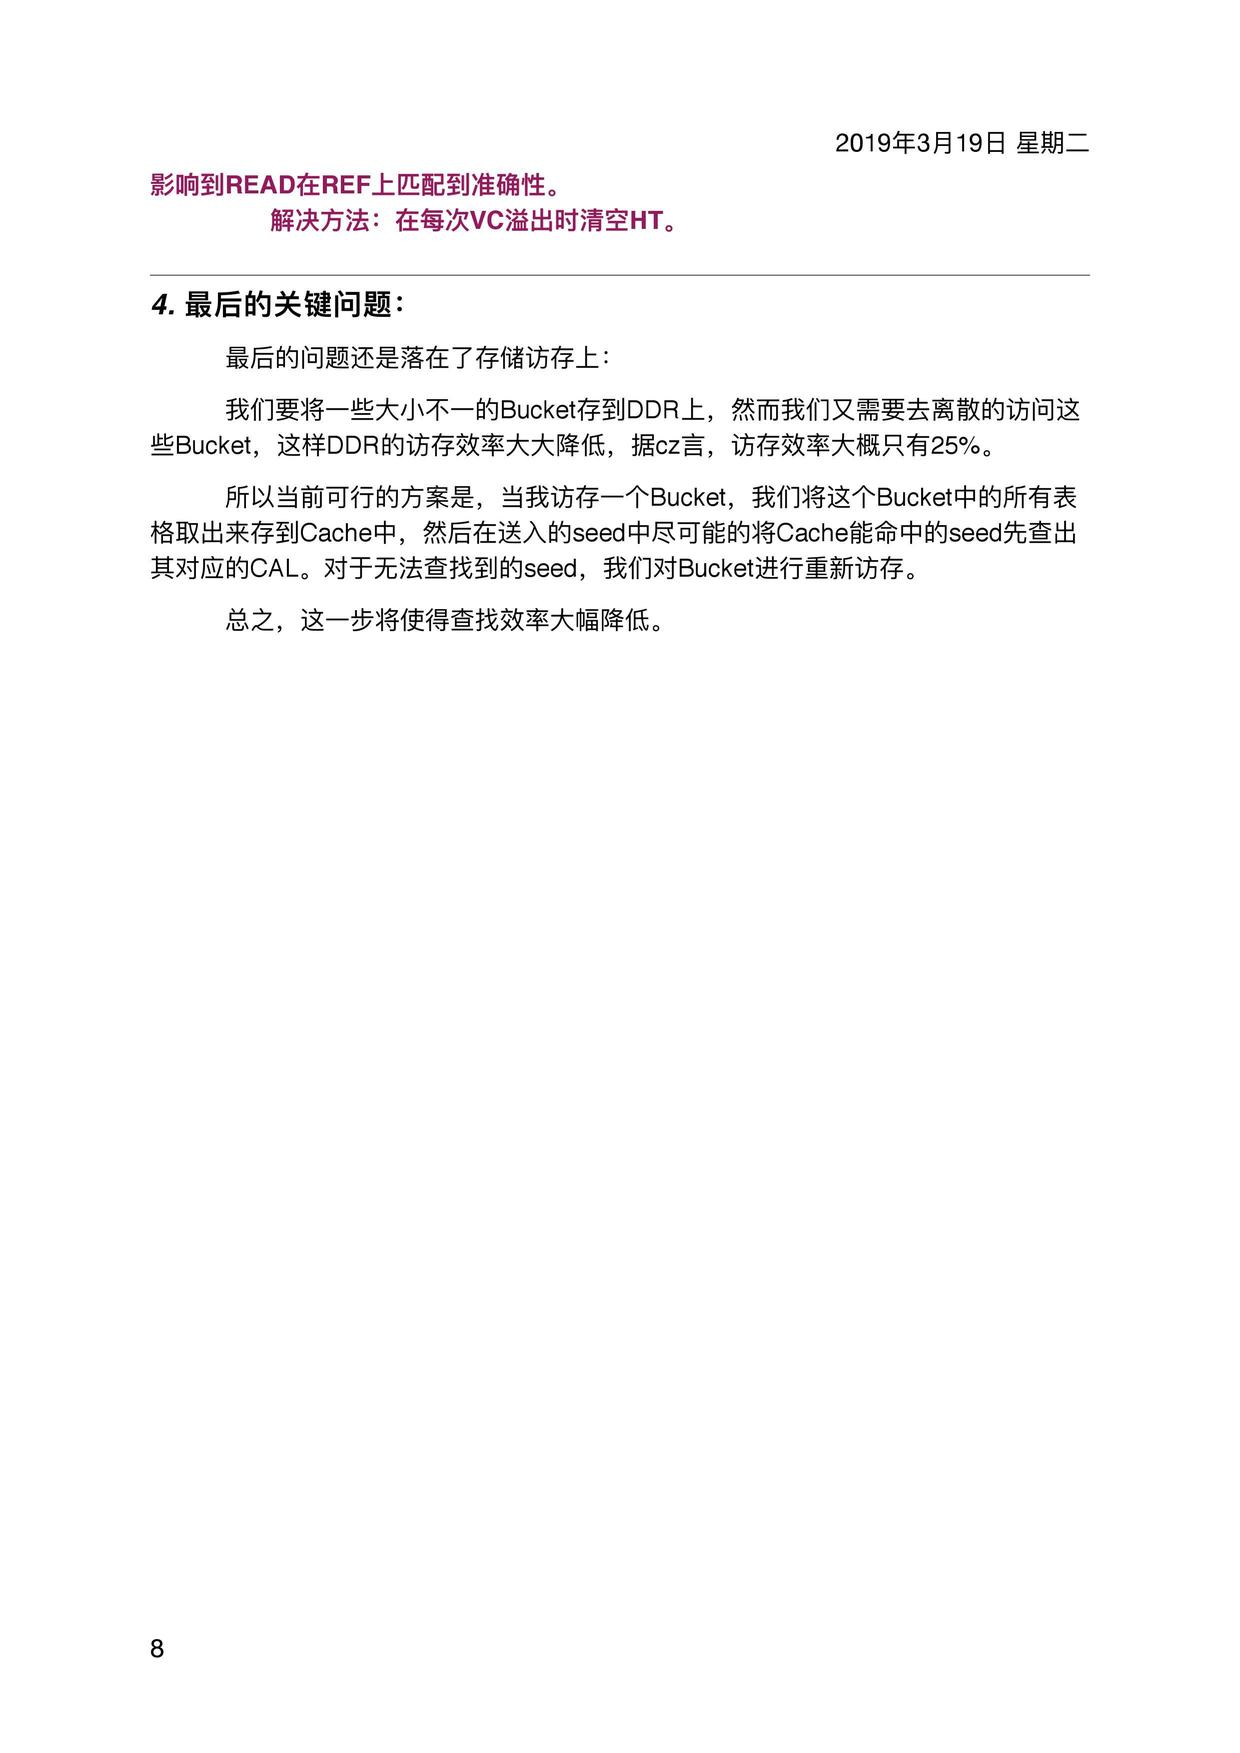 2019年3月19日 星期二
影响到READ在REF上匹配到准确性。
解决方法：在每次VC溢出时清空HT。
4. 最后的关键问题：
最后的问题还是落在了存储访存上：
我们要将一些大小不一的Bucket存到DDR上，然而我们又需要去离散的访问这
些Bucket，这样DDR的访存效率大大降低，据cz言，访存效率大概只有25%。
所以当前可行的方案是，当我访存一个Bucket，我们将这个Bucket中的所有表
格取出来存到Cache中，然后在送入的seed中尽可能的将Cache能命中的seed先查出
其对应的CAL。对于无法查找到的seed，我们对Bucket进行重新访存。
总之，这一步将使得查找效率大幅降低。
8